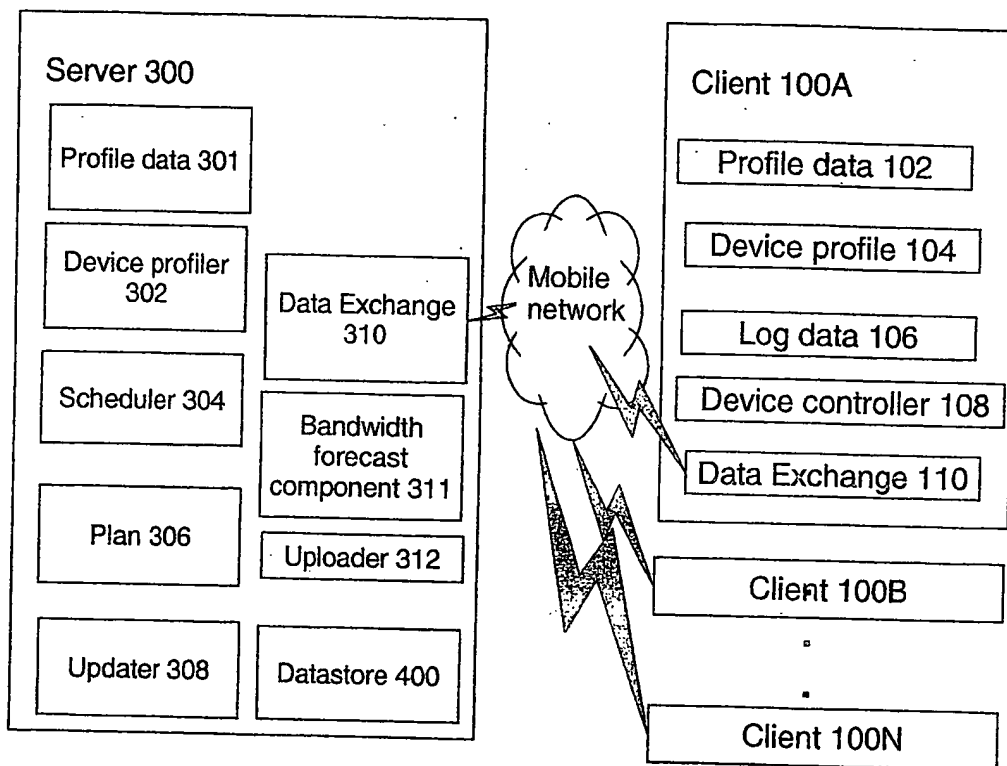 Server 300
Profile data 301
Device profiler
302
Scheduler 304
Plan 306
Updater 308
Data Exchange
310
Bandwidth
forecast
component 311
Uploader 312
Datastore 400
Mobile
network
Client 100A
Profile data 102
Device profile 104
Log data 106
Device controller 108
Data Exchange 110
Client 100B
Client 100N